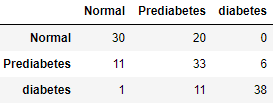 Normal Prediabetes diabetes
Normal 30 20 0
Prediabetes 11 33 6
diabetes 1 11 38